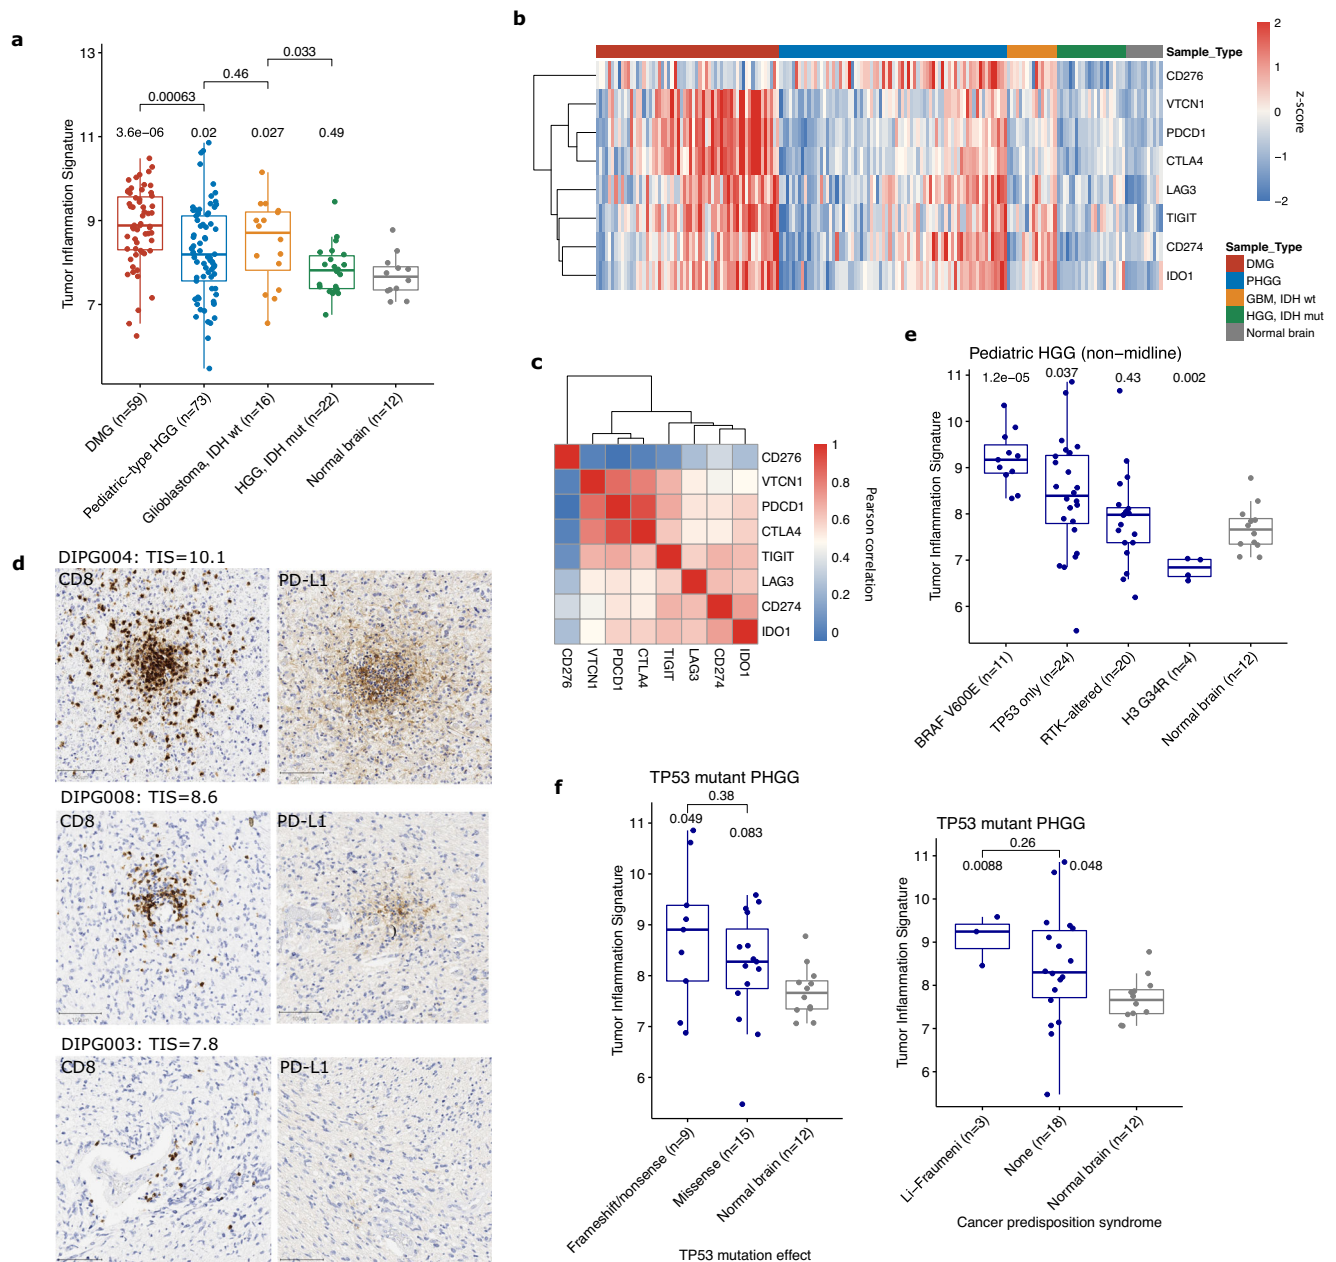 a
13
11
9
7
Tumor Inflammation Signature
0.033
0.46
0.00063
3.6e−06
0.02
0.027
0.49
DMG (n=59)
Pediatric-type HGG (n=73)
Glioblastoma, IDH wt (n=16)
HGG, IDH mut (n=22)
Normal brain (n=12)
b
Sample_Type
CD276
VTCN1
PDCD1
CTLA4
LAG3
TIGIT
CD274
IDO1
2
1
0
−1
−2
z−score
Sample_Type
DMG
PHGG
GBM, IDH wt
HGG, IDH mut
Normal brain
c
CD276
VTCN1
PDCD1
CTLA4
TIGIT
LAG3
CD274
IDO1
CD276
VTCN1
PDCD1
CTLA4
TIGIT
LAG3
CD274
IDO1
1
0.8
0.6
0.4
0.2
0
Pearson correlation
d
DIPG004: TIS=10.1
CD8
PD-L1
DIPG008: TIS=8.6
CD8
PD-L1
DIPG003: TIS=7.8
CD8
PD-L1
e
Pediatric HGG (non−midline)
11
10
9
8
7
6
Tumor Inflammation Signature
1.2e−05
0.037
0.43
0.002
BRAF V600E (n=11)
TP53 only (n=24)
RTK−altered (n=20)
H3 G34R (n=4)
Normal brain (n=12)
f
TP53 mutant PHGG
0.38
0.049
0.083
11
10
9
8
7
6
Tumor Inflammation Signature
Frameshift/nonsense (n=9)
Missense (n=15)
Normal brain (n=12)
TP53 mutation effect
TP53 mutant PHGG
0.26
0.0088
0.048
11
10
9
8
7
6
Tumor Inflammation Signature
Li−Fraumeni (n=3)
None (n=18)
Normal brain (n=12)
Cancer predisposition syndrome